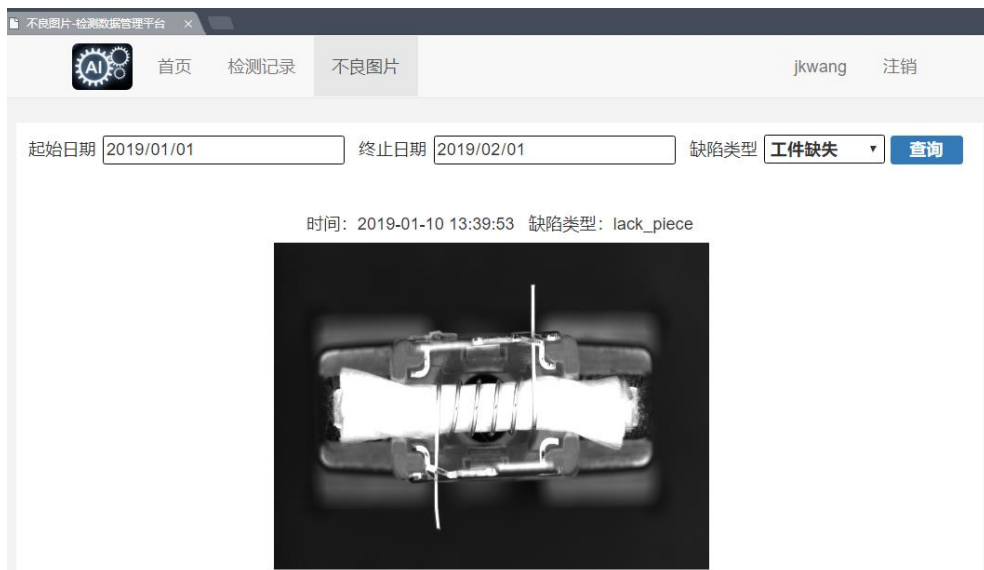 不良图片-检测数据管理平台 ×
AI 首页 检测记录 不良图片 jkwang 注销
起始日期 2019/01/01 终止日期 2019/02/01 缺陷类型 工件缺失 ▼ 查询
时间：2019-01-10 13:39:53 缺陷类型：lack_piece